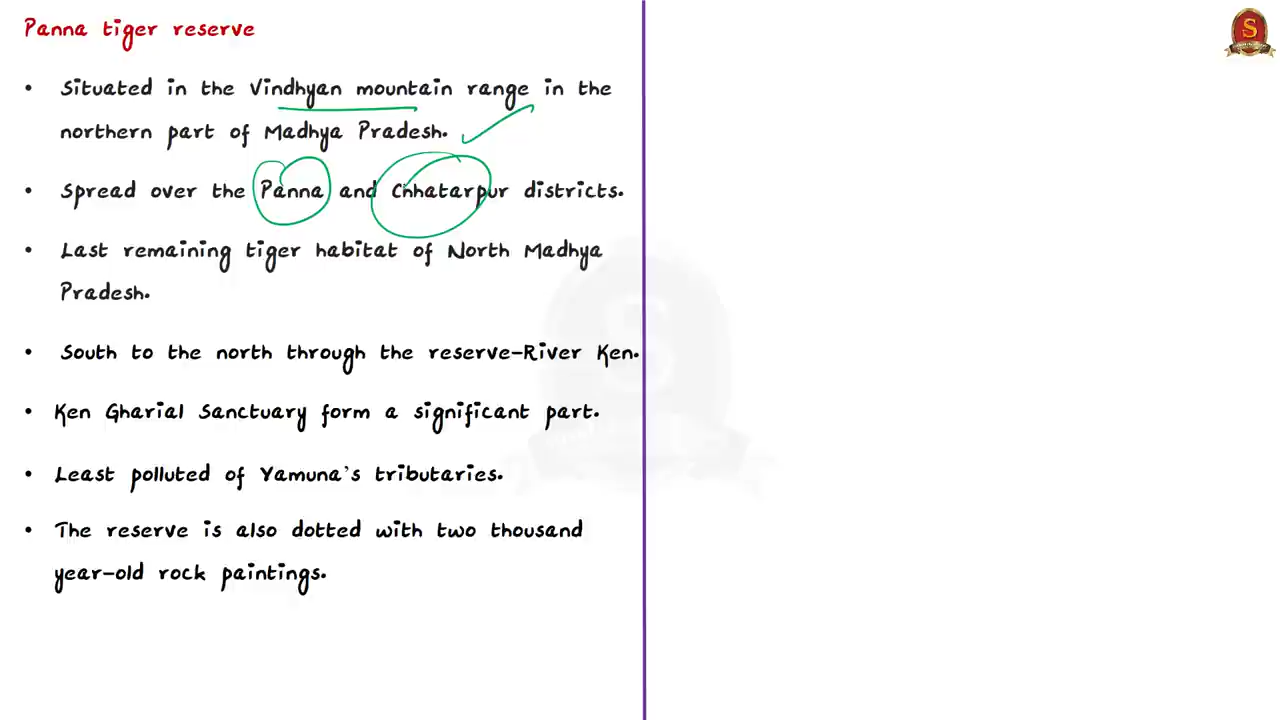 Panna tiger reserve
• Situated in the Vindhyan mountain range in the
northern part of Madhya Pradesh.
• Spread over the Panna and Chhatarpur districts.
• Last remaining tiger habitat of North Madhya
Pradesh.
• South to the north through the reserve-River Ken.
• Ken Gharial Sanctuary form a significant part.
• Least polluted of Yamuna's tributaries.
• The reserve is also dotted with two thousand
year-old rock paintings.
S